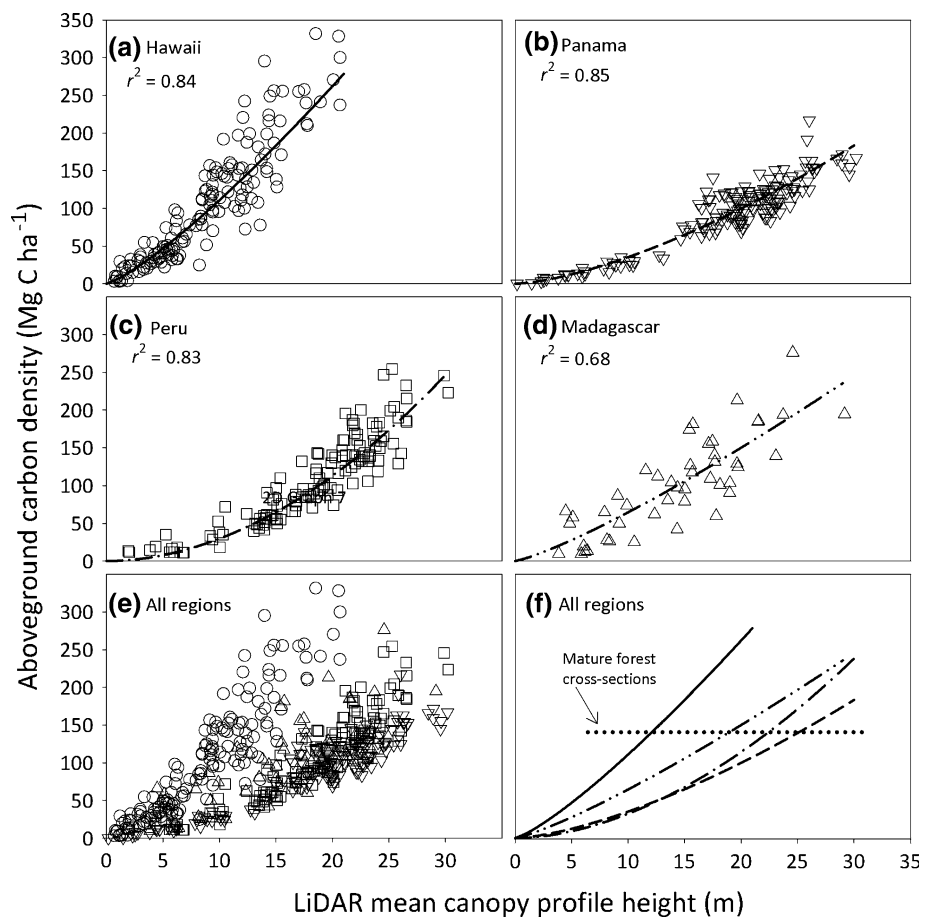 Aboveground carbon density (Mg C ha⁻¹)
350
300
250
200
150
100
50
0
(a) Hawaii
r² = 0.84
(b) Panama
r² = 0.85
300
250
200
150
100
50
0
(c) Peru
r² = 0.83
(d) Madagascar
r² = 0.68
300
250
200
150
100
50
0
(e) All regions
(f) All regions
Mature forest
cross-sections
0 5 10 15 20 25 30
0 5 10 15 20 25 30 35
LiDAR mean canopy profile height (m)